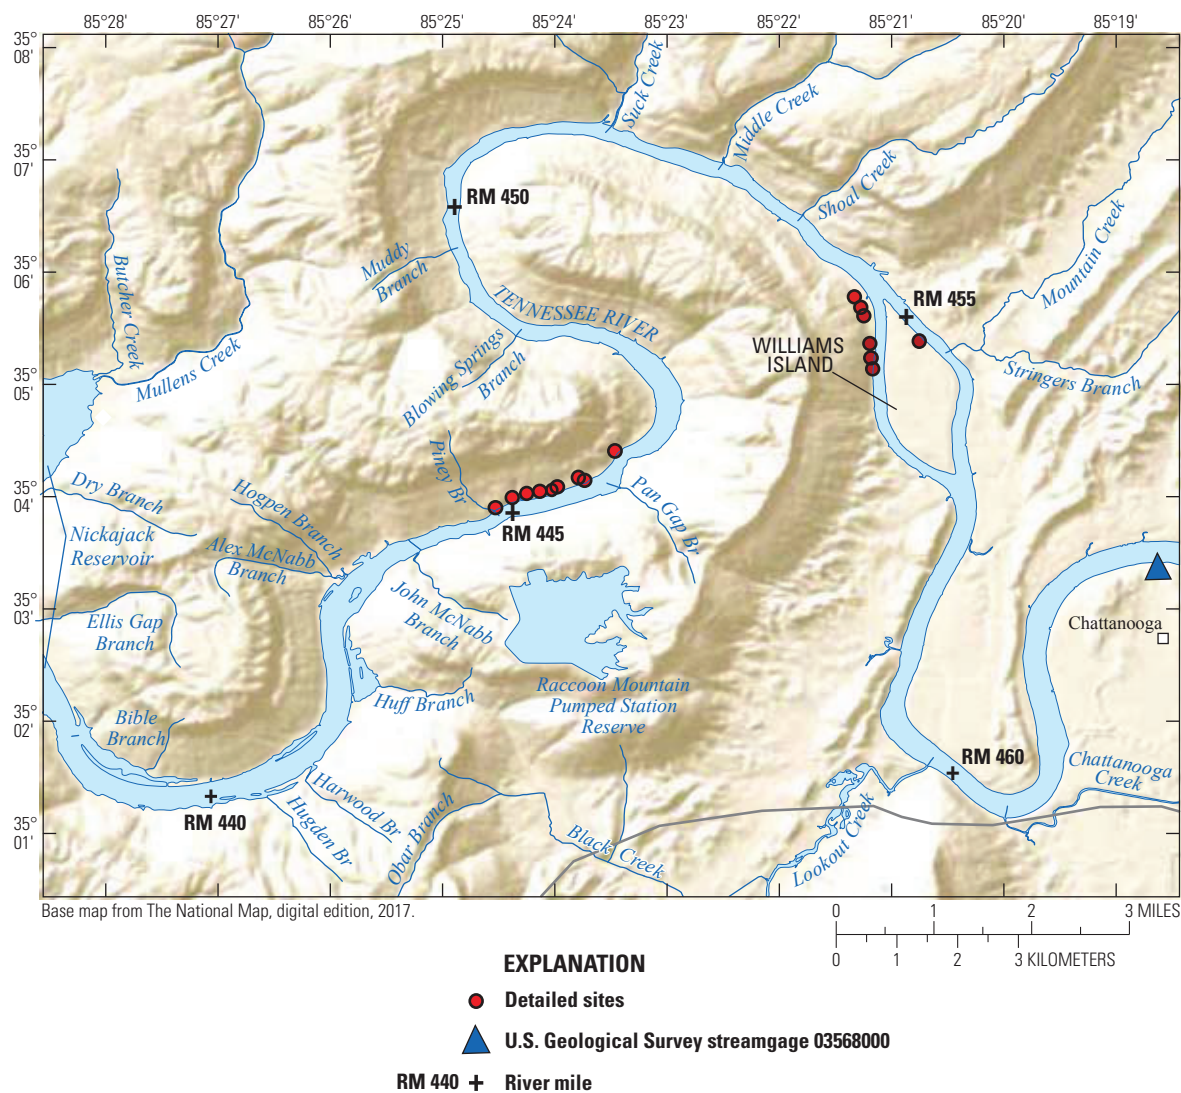 85°28' 85°27' 85°26' 85°25' 85°24' 85°23' 85°22' 85°21' 85°20' 85°19'
35°
08'
35°
07'
35°
06'
35°
05'
35°
04'
35°
03'
35°
02'
35°
01'
Suck Creek
Middle Creek
Shoal Creek
Mountain Creek
RM 450
Muddy
Branch
Butcher Creek
Mullens Creek
TENNESSEE RIVER
Blowing Springs
Branch
RM 455
WILLIAMS
ISLAND
Stringers Branch
Piney Br
Dry Branch
Hogpen Branch
Pan Gap Br
RM 445
Nickajack
Reservoir
Alex McNabb
Branch
John McNabb
Branch
Ellis Gap
Branch
Chattanooga
Huff Branch
Raccoon Mountain
Pumped Station
Reserve
Bible
Branch
RM 460
Chattanooga
Creek
Harwood Br
Hugden Br
RM 440
Obar Branch
Black Creek
Lookout Creek
Base map from The National Map, digital edition, 2017.
0 1 2 3 MILES
0 1 2 3 KILOMETERS
EXPLANATION
Detailed sites
U.S. Geological Survey streamgage 03568000
RM 440 River mile